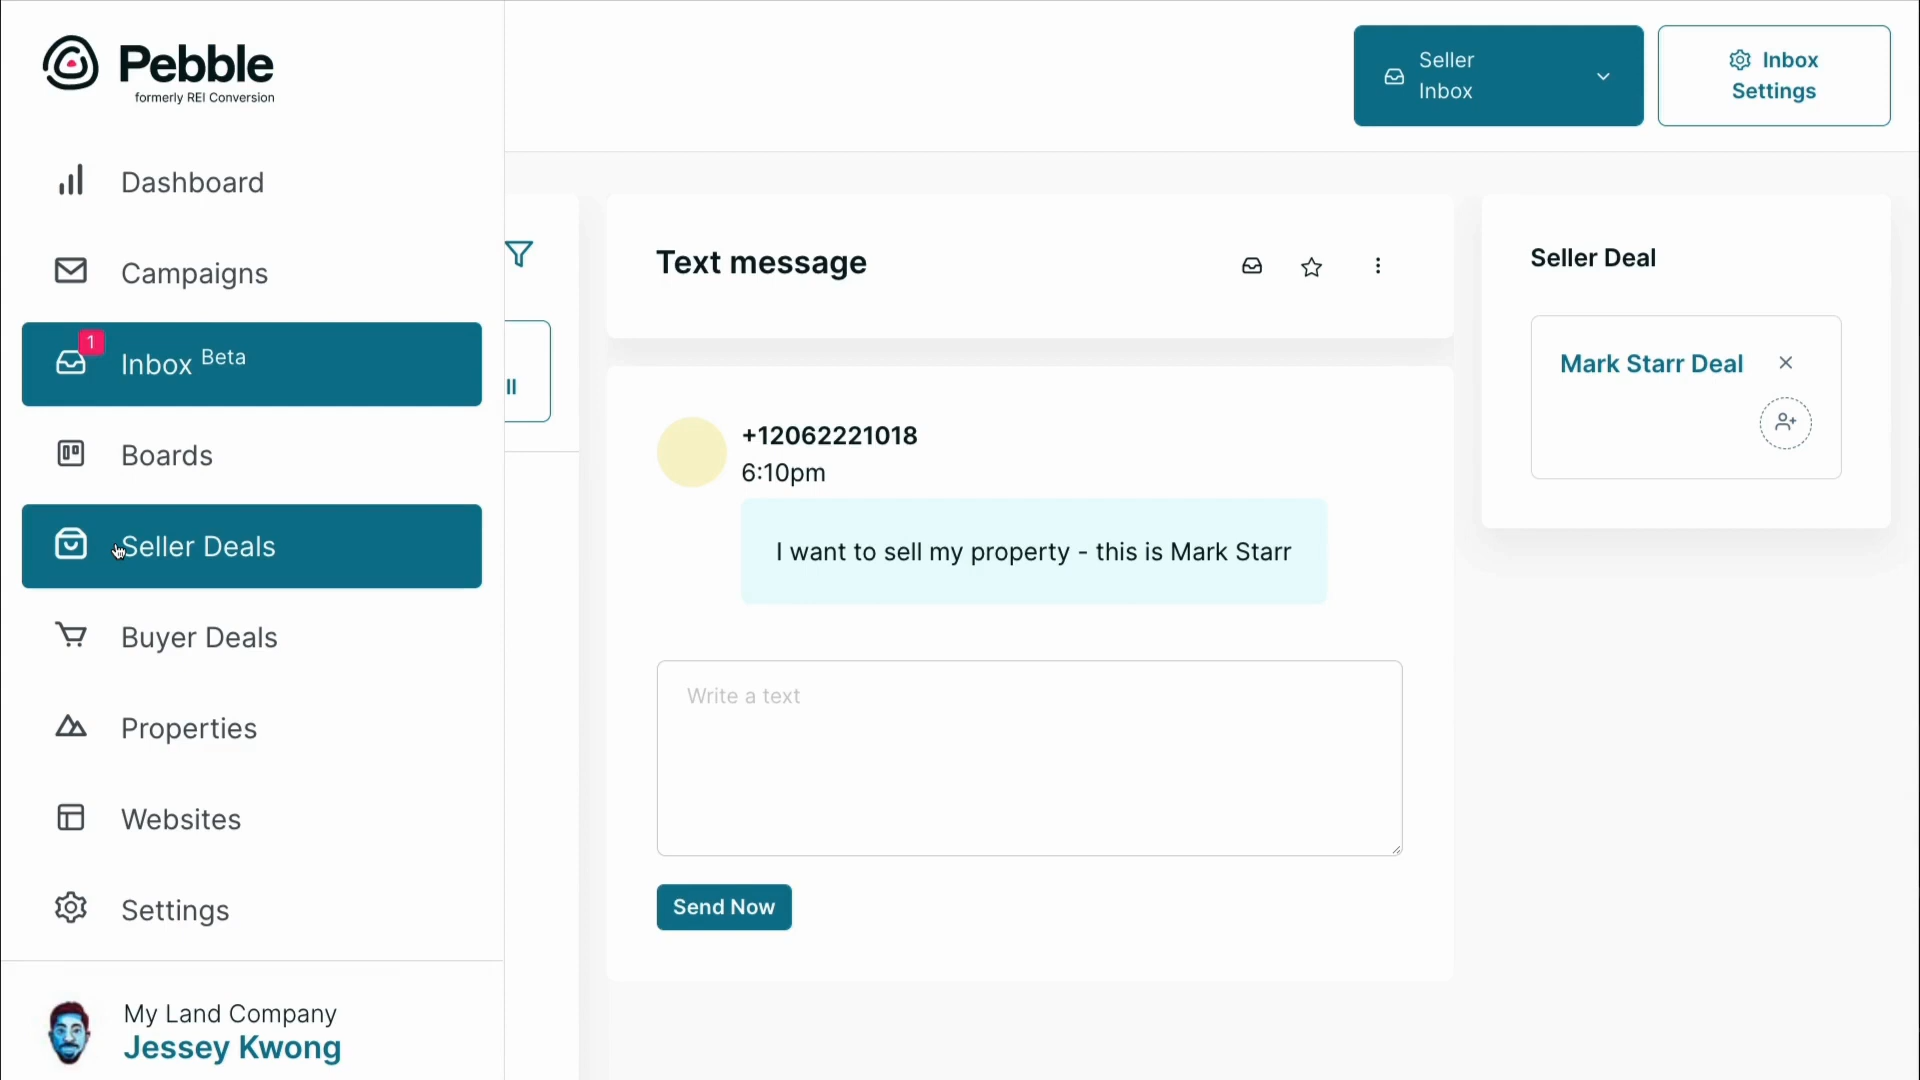 Pebble
formerly REI Conversion
Dashboard
Campaigns
1
Inbox Beta
Boards
Seller Deals
Buyer Deals
Properties
Websites
Settings
My Land Company
Jessey Kwong
Seller
Inbox
Inbox
Settings
Text message
+12062221018
6:10pm
I want to sell my property - this is Mark Starr
Write a text
Send Now
Seller Deal
Mark Starr Deal